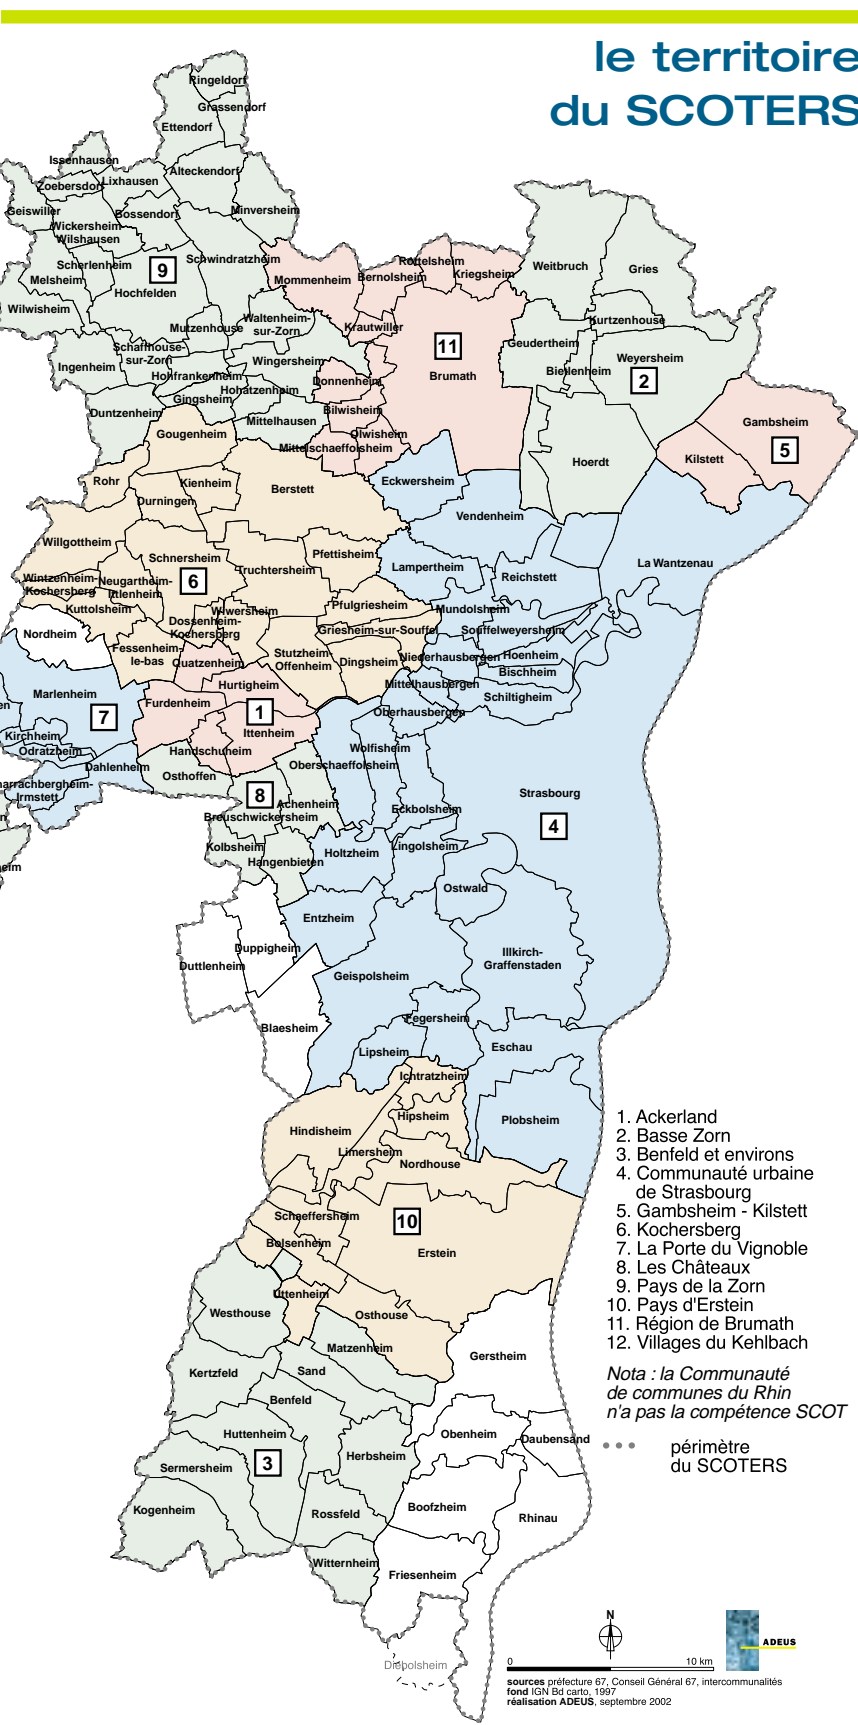 le territoire
du SCOTERS
Ringeldorf
Grassendorf
Ettendorf
Issenhausen
Alteckendorf
Zoebersdorf
Lixhausen
Geiswiller
Bossendorf
Minversheim
Wickersheim-
Wilshausen
Scherlenheim
9
Schwindratzheim
Melsheim
Hochfelden
Wilwisheim
Mutzenhouse
Waltenheim-
sur-Zorn
Schaffhouse-
sur-Zorn
Wingersheim
Ingenheim
Hohfrankenheim
Hohatzenheim
Gingsheim
Duntzenheim
Mittelhausen
Mommenheim
Bernolsheim
Rottelsheim
Kriegsheim
Krautwiller
11
Brumath
Donnenheim
Bilwisheim
Olwisheim
Mittelschaeffolsheim
Weitbruch
Gries
Kurtzenhouse
Geudertheim
Weyersheim
Bietlenheim
2
Hoerdt
Gambsheim
5
Kilstett
Gougenheim
Rohr
Kienheim
Berstett
Durningen
Willgottheim
Schnersheim
Pfettisheim
Truchtersheim
6
Wintzenheim-
Kochersberg
Neugartheim-
Ittlenheim
Kuttolsheim
Wiwersheim
Pfulgriesheim
Dossenheim-
Kochersberg
Griesheim-sur-Souffel
Fessenheim-
le-bas
Stutzheim-
Offenheim
Dingsheim
Nordheim
Quatzenheim
Hurtigheim
Furdenheim
1
Ittenheim
Handschuheim
Eckwersheim
Vendenheim
Lampertheim
Reichstett
La Wantzenau
Mundolsheim
Souffelweyersheim
Niederhausbergen
Hoenheim
Bischheim
Mittelhausbergen
Schiltigheim
Oberhausbergen
Marlenheim
7
Kirchheim
Odratzheim
Dahlenheim
arrachbergheim-
Irmstett
Osthoffen
8
Achenheim
Breuschwickersheim
Kolbsheim
Hangenbieten
Wolfisheim
Oberschaeffolsheim
Eckbolsheim
Strasbourg
4
Holtzheim
Lingolsheim
Ostwald
Entzheim
Duppigheim
Duttlenheim
Illkirch-
Graffenstaden
Geispolsheim
Blaesheim
Fegersheim
Lipsheim
Eschau
Plobsheim
Ichtratzheim
Hipsheim
Hindisheim
Limersheim
Nordhouse
Schaeffersheim
10
Bolsenheim
Erstein
Uttenheim
Osthouse
Westhouse
Matzenheim
Gerstheim
Kertzfeld
Sand
Benfeld
Huttenheim
Obenheim
Daubensand
3
Herbsheim
Sermersheim
Kogenheim
Rossfeld
Boofzheim
Rhinau
Witternheim
Friesenheim
Diebolsheim
1. Ackerland
2. Basse Zorn
3. Benfeld et environs
4. Communauté urbaine
de Strasbourg
5. Gambsheim - Kilstett
6. Kochersberg
7. La Porte du Vignoble
8. Les Châteaux
9. Pays de la Zorn
10. Pays d'Erstein
11. Région de Brumath
12. Villages du Kehlbach
Nota : la Communauté
de communes du Rhin
n'a pas la compétence SCOT
périmètre
du SCOTERS
N
0 10 km
ADEUS
sources préfecture 67, Conseil Général 67, intercommunalités
fond IGN Bd carto, 1997
réalisation ADEUS, septembre 2002